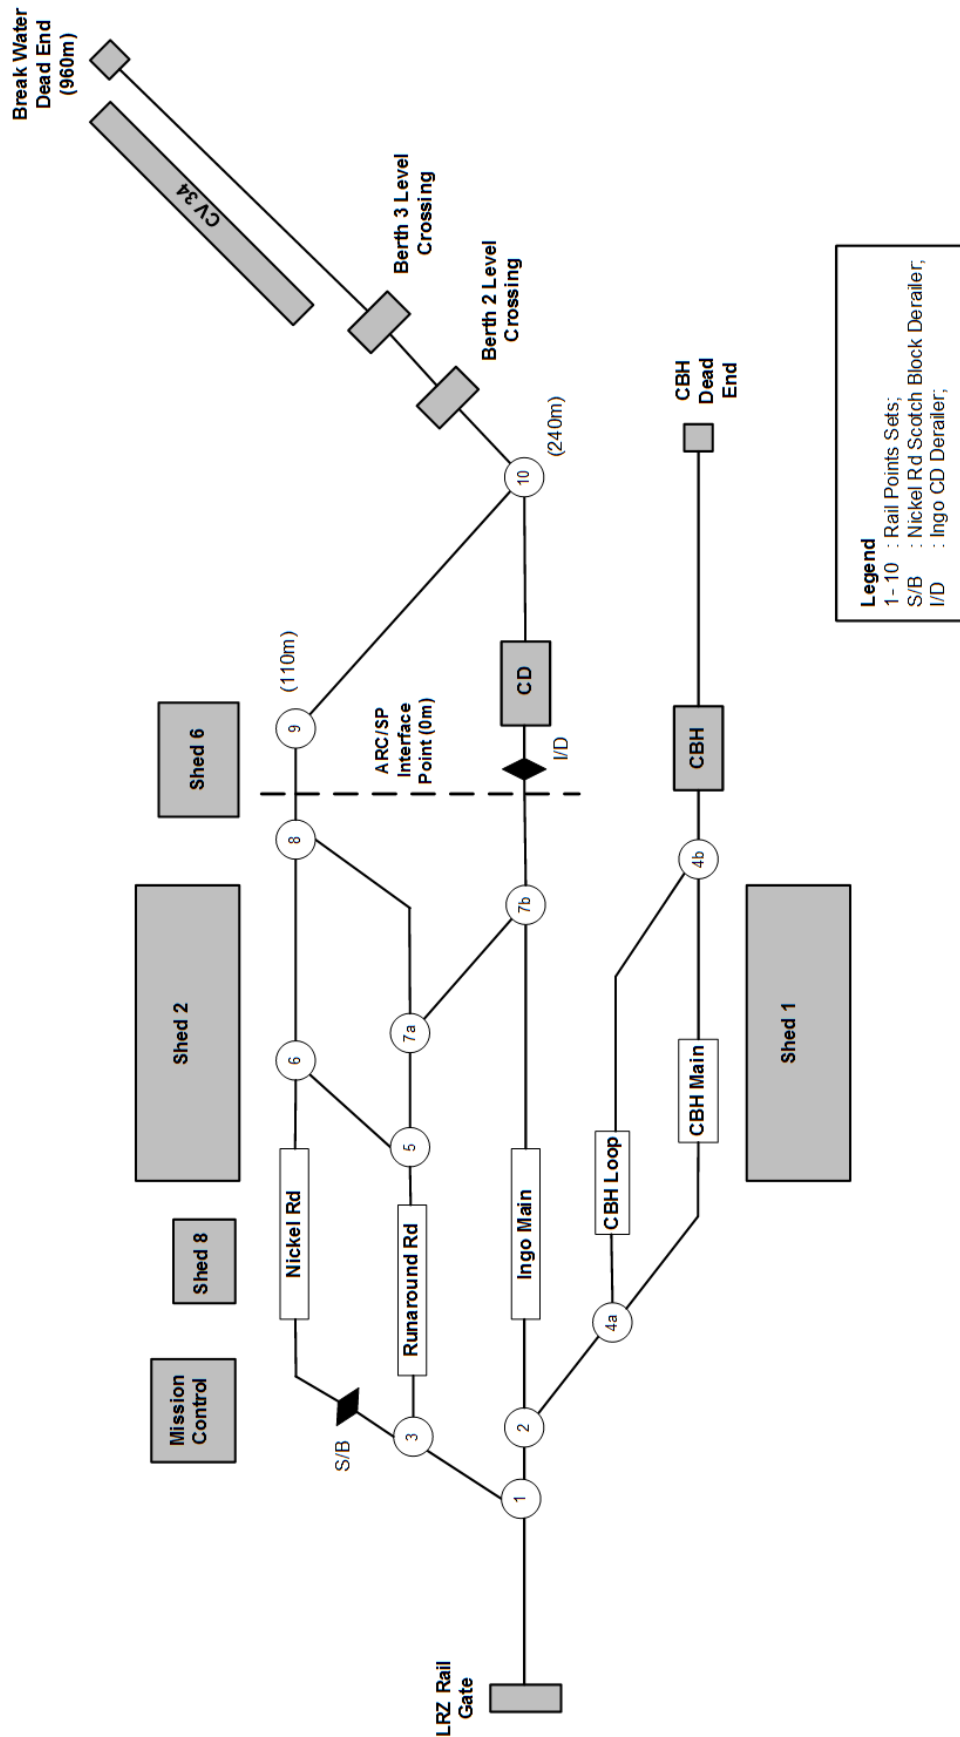 Break Water
Dead End
(960m)
CV 34
Berth 3 Level
Crossing
Berth 2 Level
Crossing
10
(240m)
CBH
Dead
End
Shed 6
9
(110m)
ARC/SP
Interface
Point (0m)
CD
I/D
CBH
8
7b
4b
Shed 2
6
7a
5
Shed 1
CBH Main
CBH Loop
Shed 8
Nickel Rd
Runaround Rd
Ingo Main
4a
Mission
Control
S/B
3
2
1
LRZ Rail
Gate
Legend
1-10 : Rail Points Sets;
S/B : Nickel Rd Scotch Block Derailer;
I/D : Ingo CD Derailer;